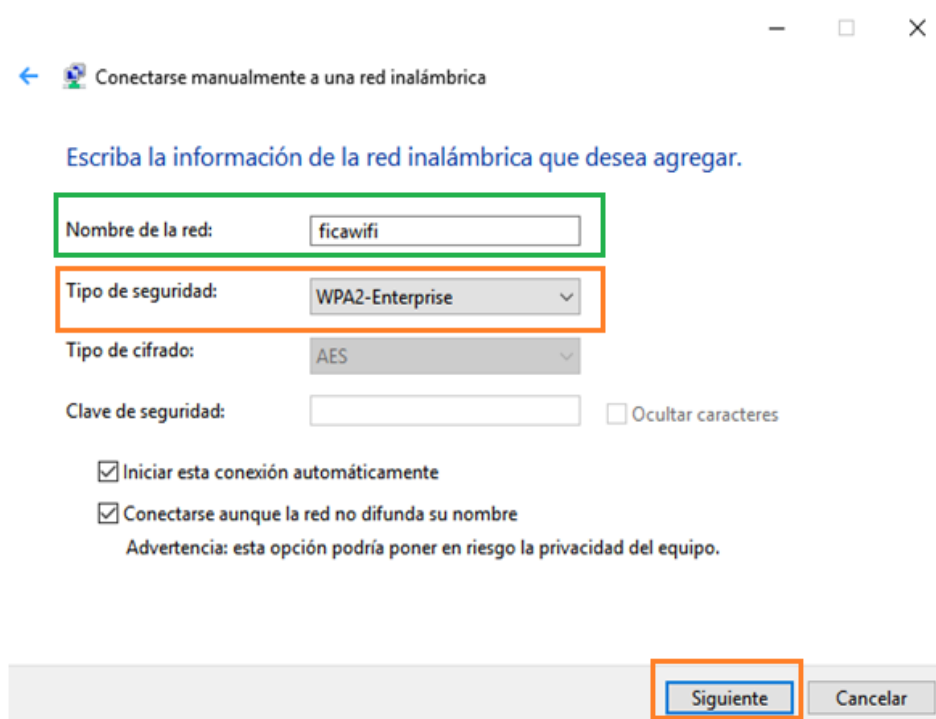 Conectarse manualmente a una red inalámbrica
Escriba la información de la red inalámbrica que desea agregar.
Nombre de la red: ficawifi
Tipo de seguridad: WPA2-Enterprise
Tipo de cifrado: AES
Clave de seguridad: Ocultar caracteres
Iniciar esta conexión automáticamente
Conectarse aunque la red no difunda su nombre
Advertencia: esta opción podría poner en riesgo la privacidad del equipo.
Siguiente Cancelar